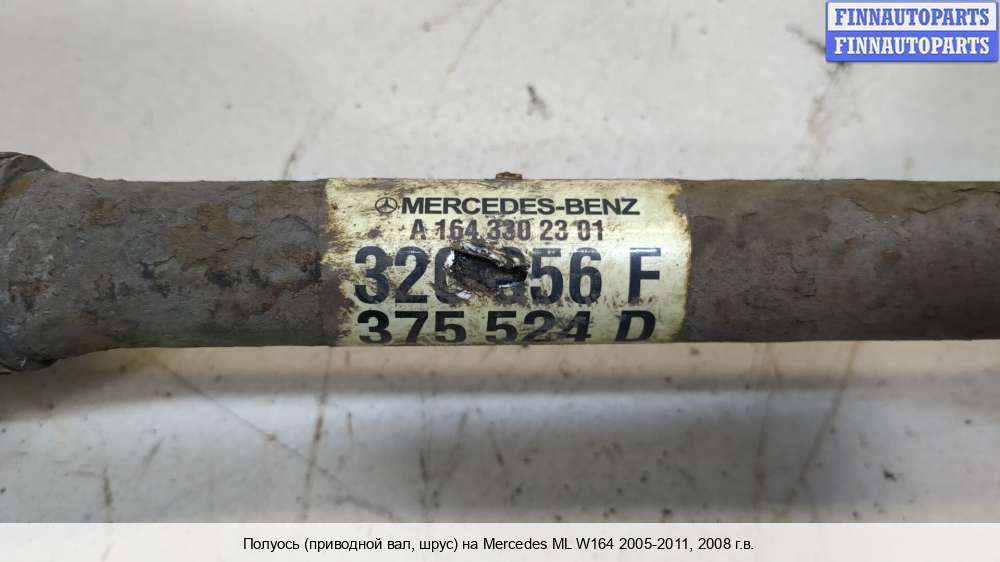 FINNAUTOPARTS
FINNAUTOPARTS
MERCEDES-BENZ
A 164 330 23 01
56 F
375 524 D
Полуось (приводной вал, шрус) на Mercedes ML W164 2005-2011, 2008 г.в.